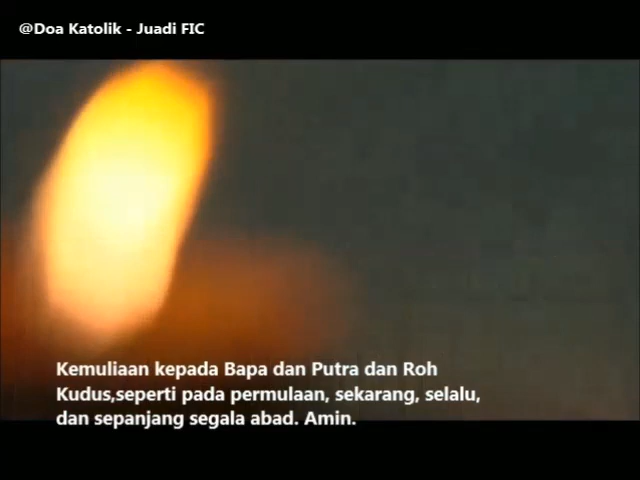 @Doa Katolik - Juadi FIC
Kemuliaan kepada Bapa dan Putra dan Roh
Kudus,seperti pada permulaan, sekarang, selalu,
dan sepanjang segala abad. Amin.